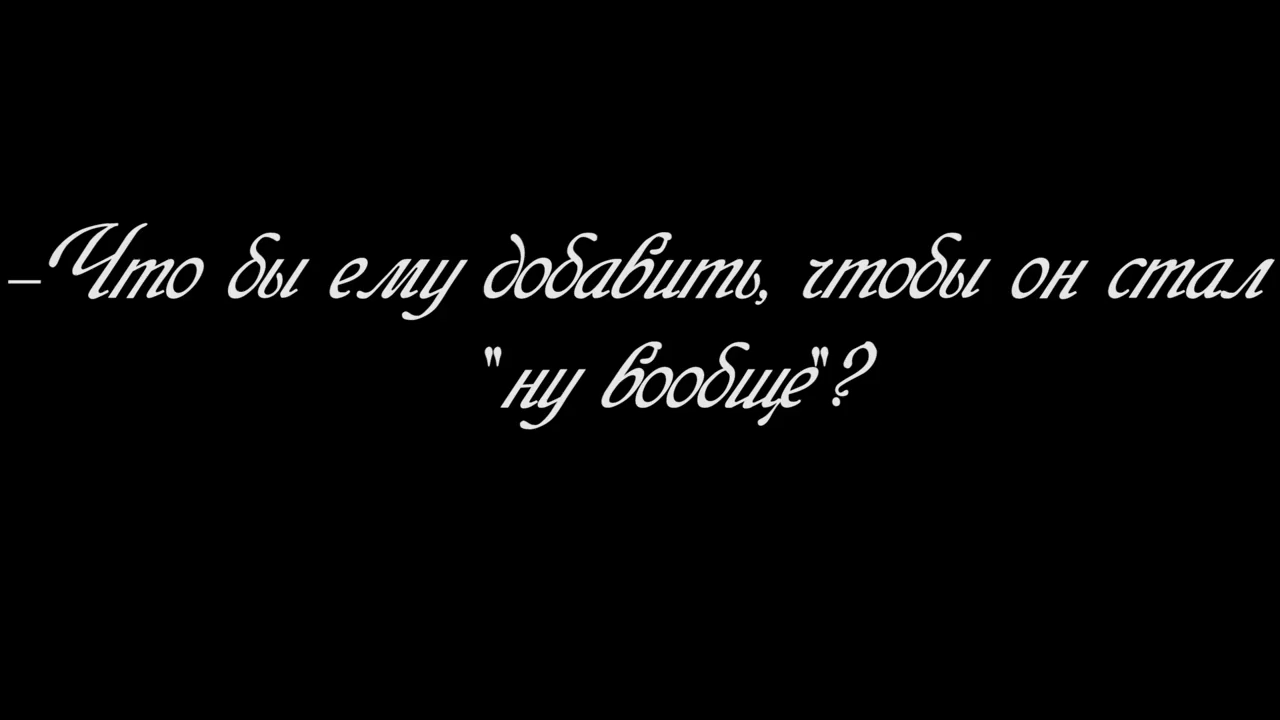 –Что бы ему добавить, чтобы он стал
"ну вообще"?